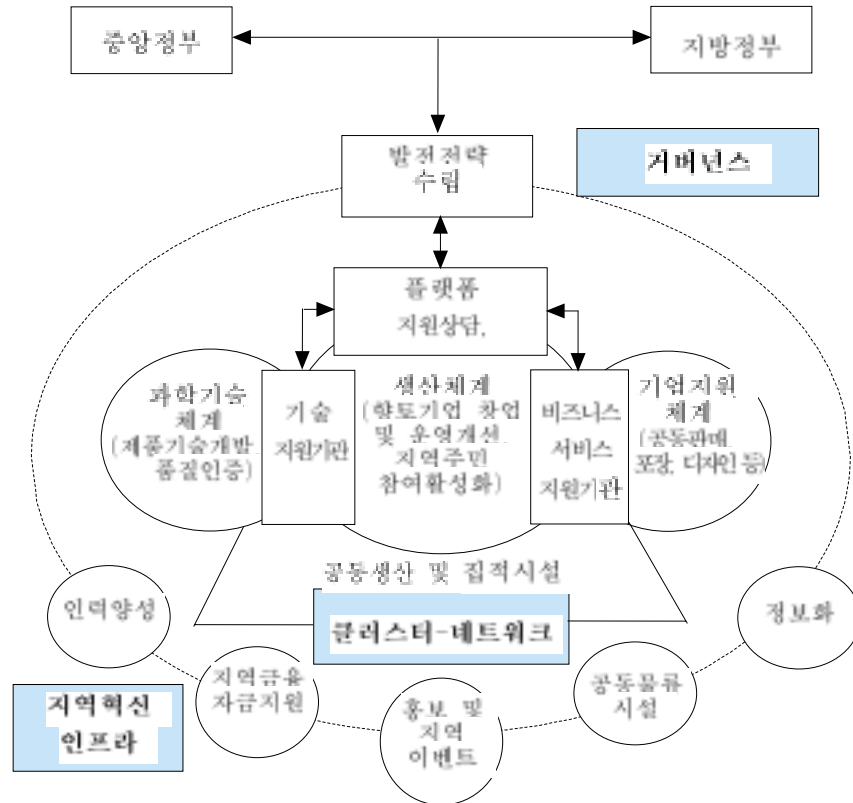 중앙정부
지방정부
발전전략
수립
거버넌스
플랫폼
지원상담,
과학기술
체계
(제품기술개발,
품질인증)
기술
지원기관
생산체계
(향토기업 창업
및 운영개선,
지역주민
참여활성화)
비즈니스
서비스
지원기관
기업지원
체계
(공동판매,
포장, 디자인 등)
공동생산 및 집적시설
클러스터-네트워크
인력양성
정보화
지역금융
자금지원
공동물류
시설
홍보 및
지역
이벤트
지역혁신
인프라